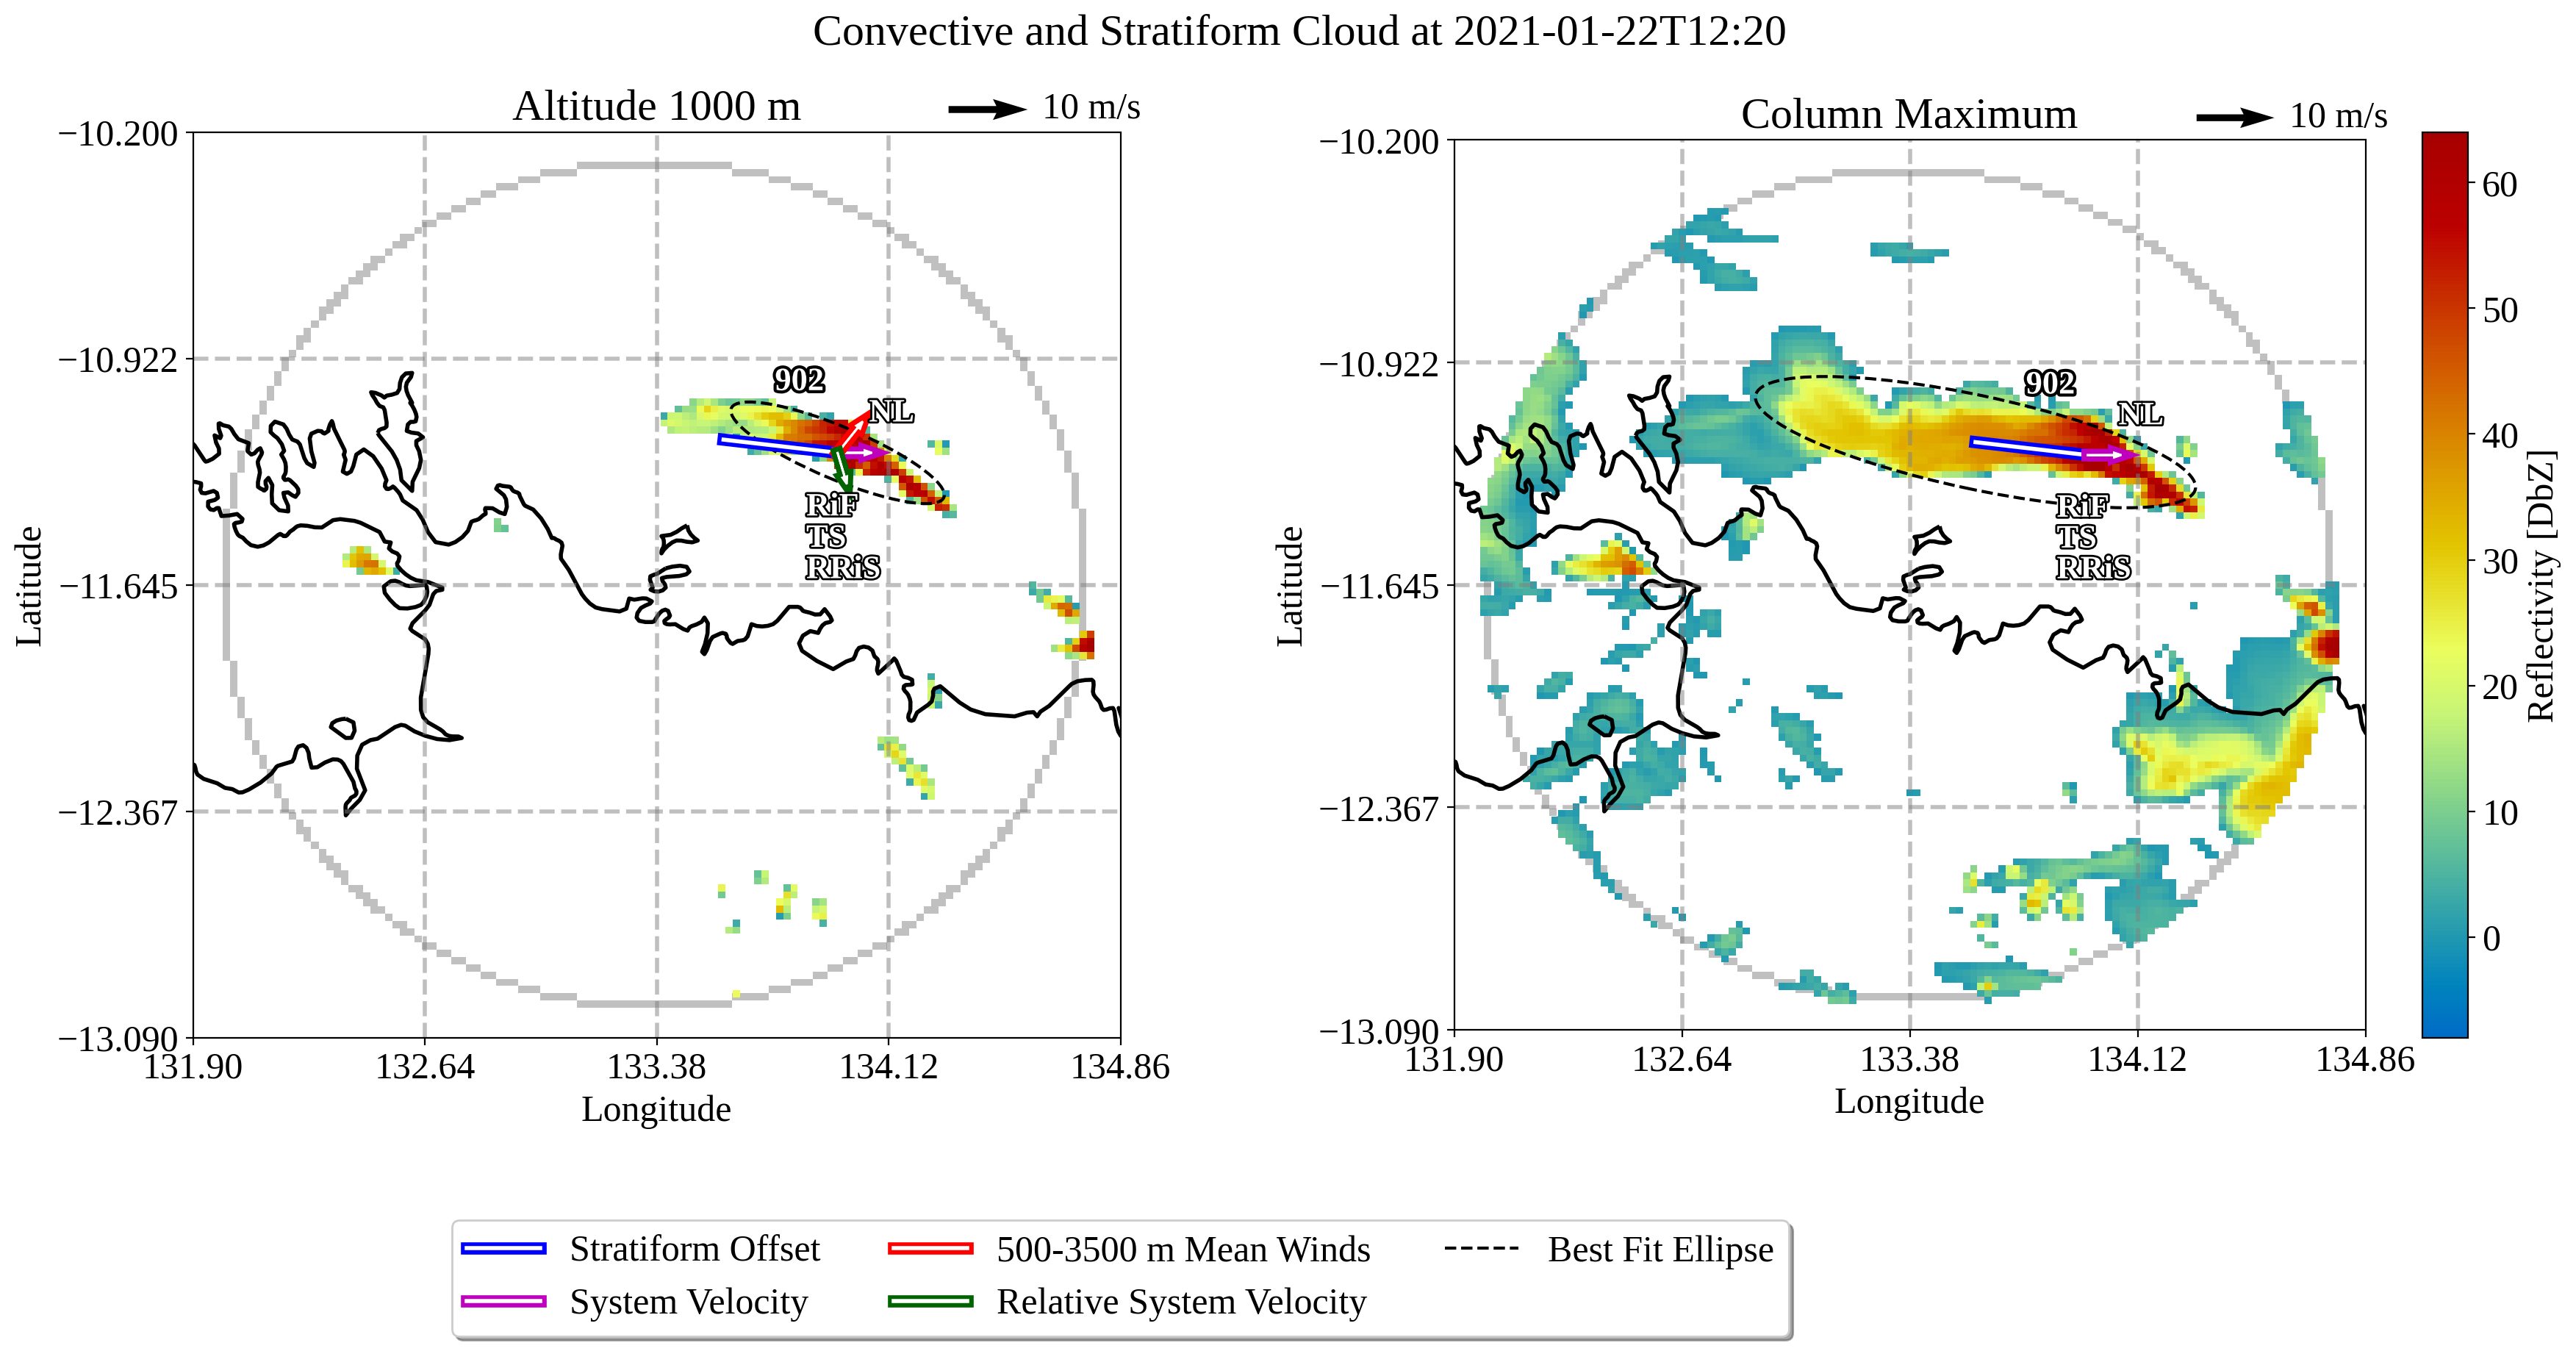 Convective and Stratiform Cloud at 2021-01-22T12:20
Altitude 1000 m
10 m/s
−10.200
−10.922
−11.645
−12.367
−13.090
131.90
132.64
133.38
134.12
134.86
Latitude
Longitude
902
NL
RiF
TS
RRiS
Column Maximum
10 m/s
−10.200
−10.922
−11.645
−12.367
−13.090
131.90
132.64
133.38
134.12
134.86
Latitude
Longitude
902
NL
RiF
TS
RRiS
60
50
40
30
20
10
0
Reflectivity [DbZ]
Stratiform Offset
System Velocity
500-3500 m Mean Winds
Relative System Velocity
Best Fit Ellipse